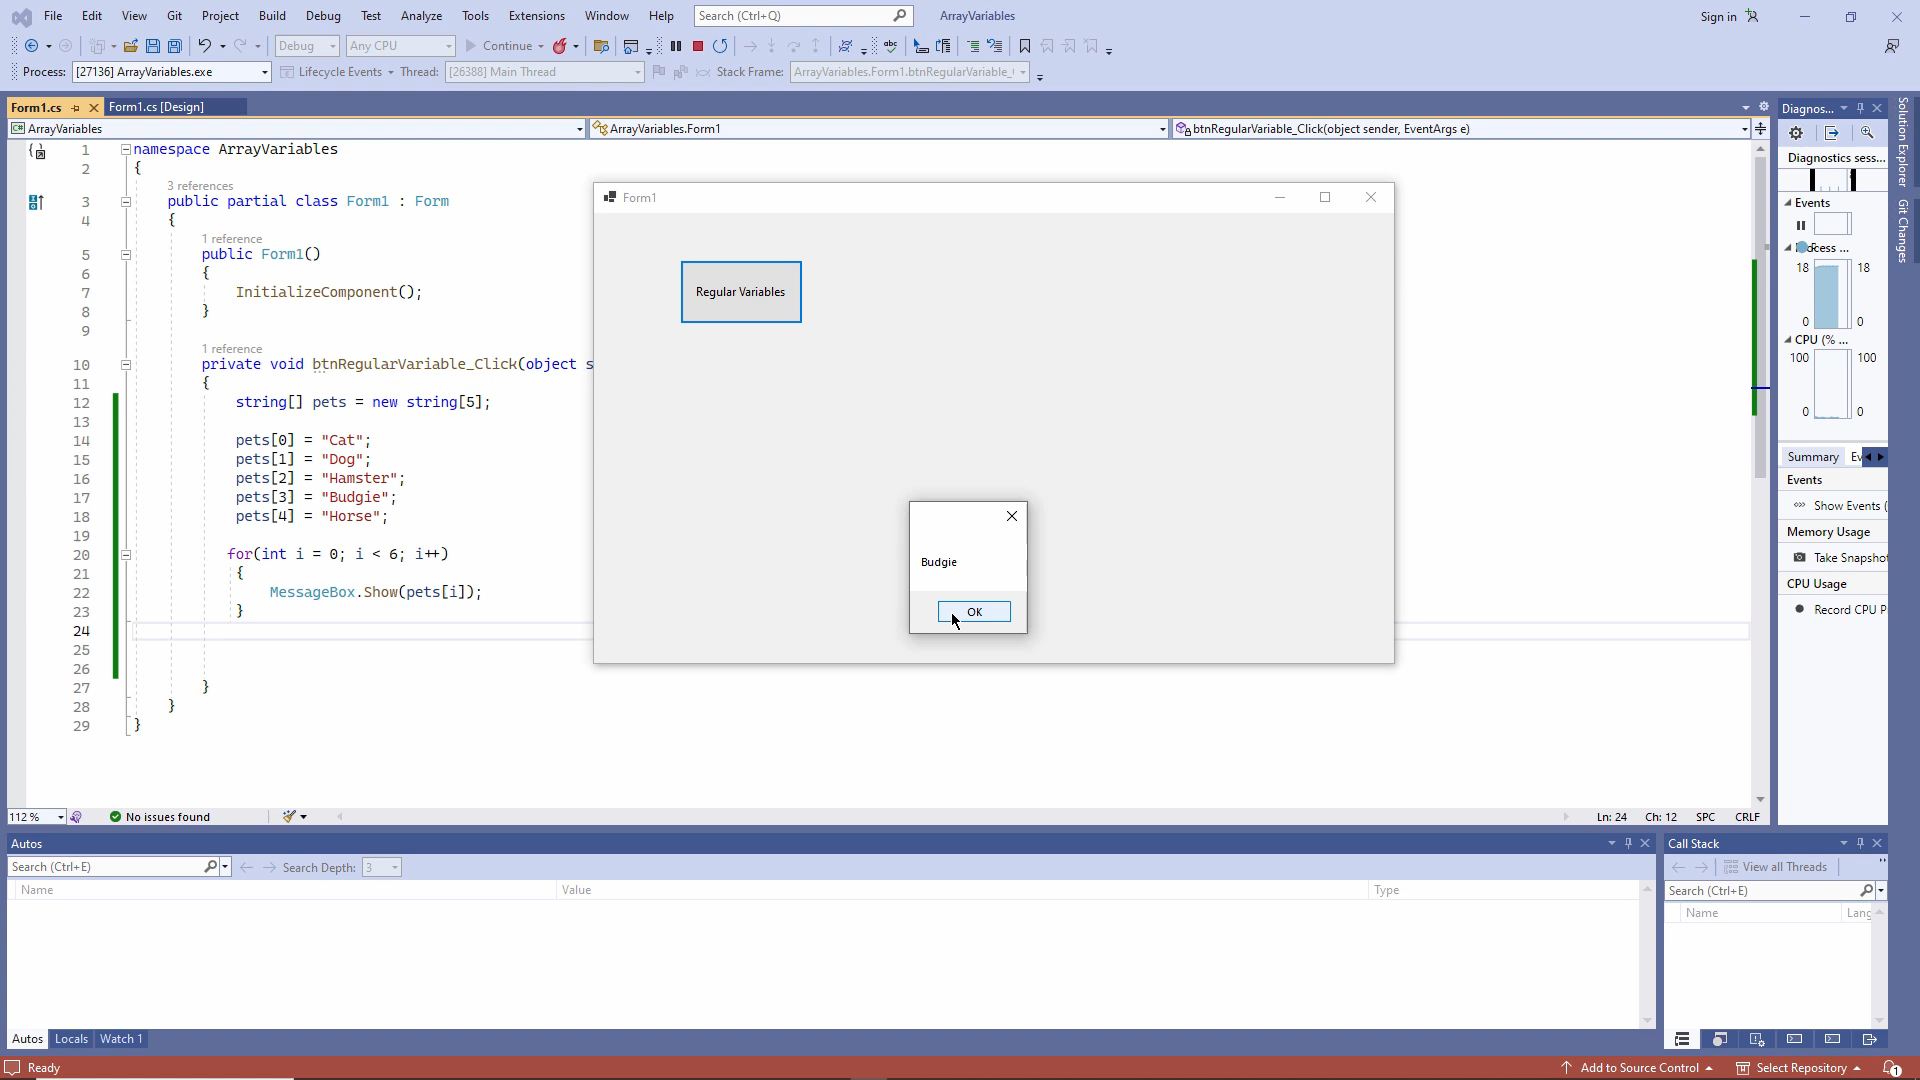 File Edit View Git Project Build Debug Test Analyze Tools Extensions Window Help Search (Ctrl+Q) ArrayVariables Sign in
Debug Any CPU Continue
Process: [27136] ArrayVariables.exe Lifecycle Events Thread: [26388] Main Thread Stack Frame: ArrayVariables.Form1.btnRegularVariable_
Form1.cs Form1.cs [Design]
ArrayVariables ArrayVariables.Form1 btnRegularVariable_Click(object sender, EventArgs e)
1 namespace ArrayVariables
2 {
3 references
3 public partial class Form1 : Form
4 {
1 reference
5 public Form1()
6 {
7 InitializeComponent();
8 }
9
1 reference
10 private void btnRegularVariable_Click(object s
11 {
12 string[] pets = new string[5];
13
14 pets[0] = "Cat";
15 pets[1] = "Dog";
16 pets[2] = "Hamster";
17 pets[3] = "Budgie";
18 pets[4] = "Horse";
19
20 for(int i = 0; i < 6; i++)
21 {
22 MessageBox.Show(pets[i]);
23 }
24
25
26
27 }
28 }
29 }
Form1
Regular Variables
Budgie
OK
Diagnos...
Diagnostics sess...
Events
Process ...
18 18
0 0
CPU (% ...
100 100
0 0
Summary Ev
Events
Show Events (
Memory Usage
Take Snapshot
CPU Usage
Record CPU P
Solution Explorer
Git Changes
112 % No issues found Ln: 24 Ch: 12 SPC CRLF
Autos
Search (Ctrl+E) Search Depth: 3
Name Value Type
Autos Locals Watch 1
Call Stack
View all Threads
Search (Ctrl+E)
Name Lang
Ready Add to Source Control Select Repository 1